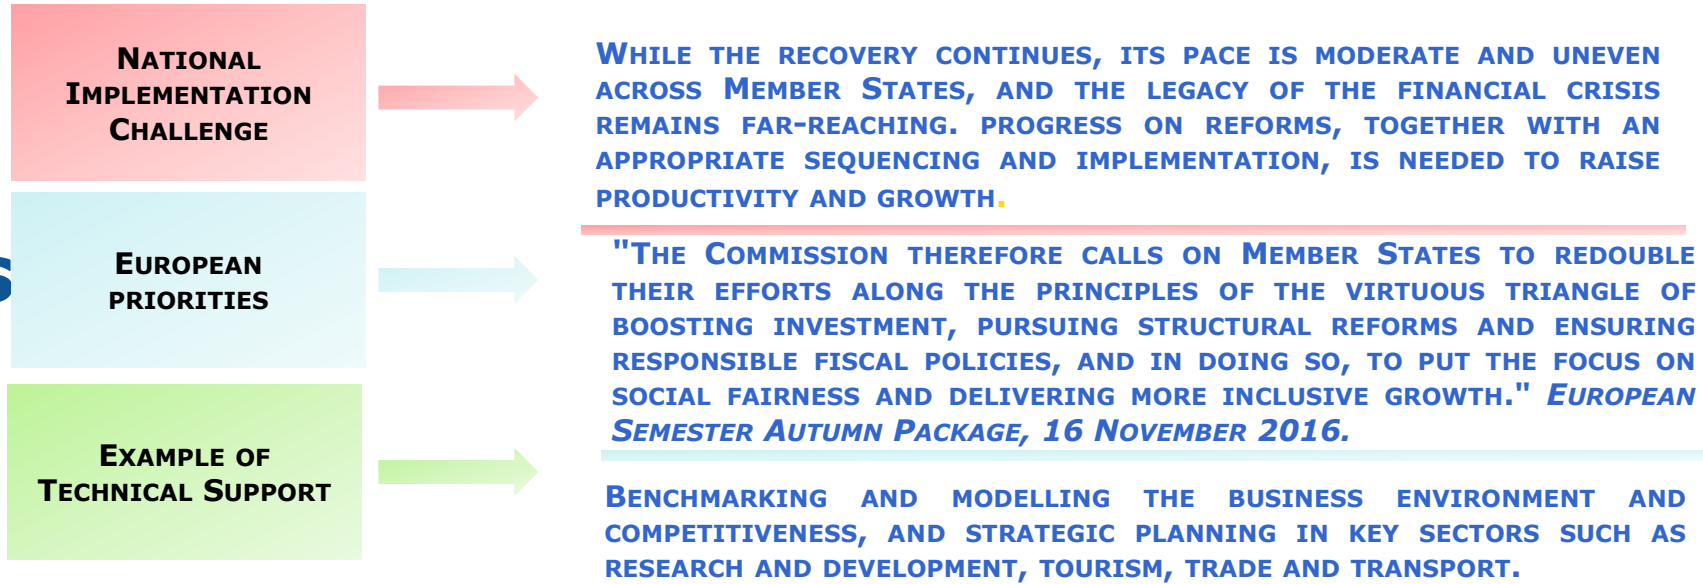 NATIONAL
IMPLEMENTATION
CHALLENGE
WHILE THE RECOVERY CONTINUES, ITS PACE IS MODERATE AND UNEVEN
ACROSS MEMBER STATES, AND THE LEGACY OF THE FINANCIAL CRISIS
REMAINS FAR-REACHING. PROGRESS ON REFORMS, TOGETHER WITH AN
APPROPRIATE SEQUENCING AND IMPLEMENTATION, IS NEEDED TO RAISE
PRODUCTIVITY AND GROWTH.
S
EUROPEAN
PRIORITIES
"THE COMMISSION THEREFORE CALLS ON MEMBER STATES TO REDOUBLE
THEIR EFFORTS ALONG THE PRINCIPLES OF THE VIRTUOUS TRIANGLE OF
BOOSTING INVESTMENT, PURSUING STRUCTURAL REFORMS AND ENSURING
RESPONSIBLE FISCAL POLICIES, AND IN DOING SO, TO PUT THE FOCUS ON
SOCIAL FAIRNESS AND DELIVERING MORE INCLUSIVE GROWTH." EUROPEAN
SEMESTER AUTUMN PACKAGE, 16 NOVEMBER 2016.
EXAMPLE OF
TECHNICAL SUPPORT
BENCHMARKING AND MODELLING THE BUSINESS ENVIRONMENT AND
COMPETITIVENESS, AND STRATEGIC PLANNING IN KEY SECTORS SUCH AS
RESEARCH AND DEVELOPMENT, TOURISM, TRADE AND TRANSPORT.